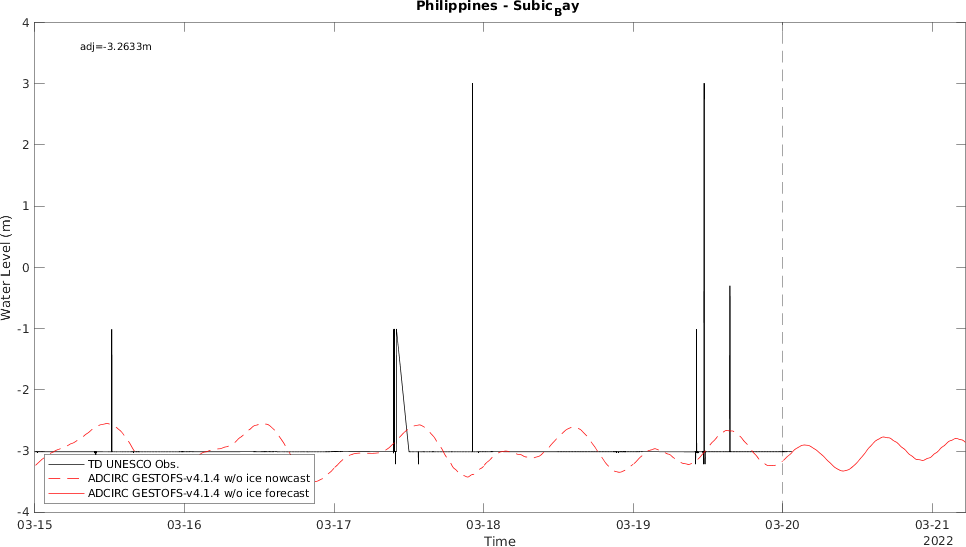 Philippines - Subic_Bay
adj=-3.2633m
Water Level (m)
4
3
2
1
0
-1
-2
-3
-4
TD UNESCO Obs.
ADCIRC GESTOFS-v4.1.4 w/o ice nowcast
ADCIRC GESTOFS-v4.1.4 w/o ice forecast
03-15 03-16 03-17 03-18 03-19 03-20 03-21
Time
2022